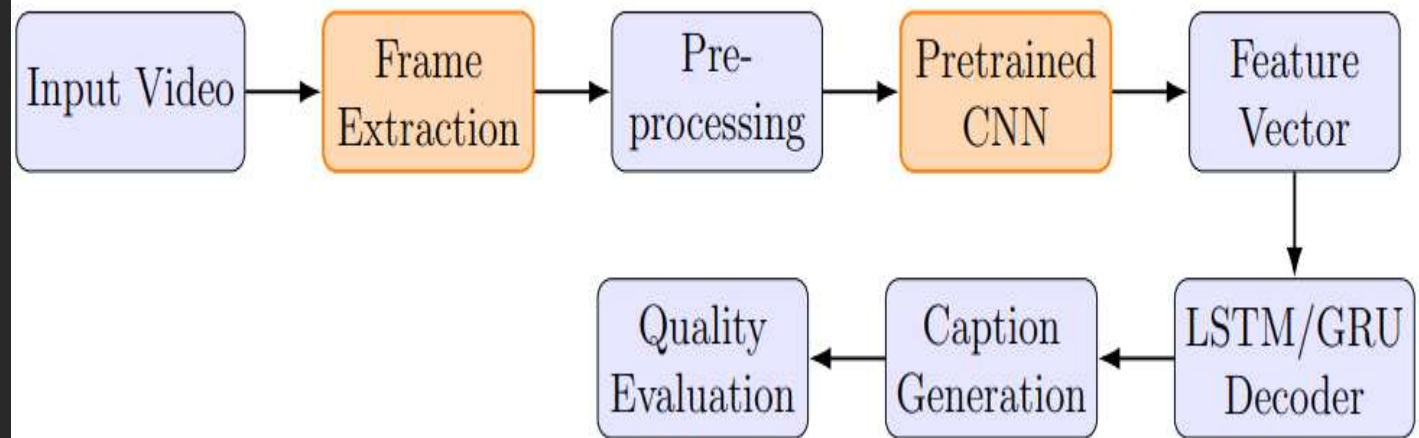 Input Video
Frame
Extraction
Pre-
processing
Pretrained
CNN
Feature
Vector
LSTM/GRU
Decoder
Caption
Generation
Quality
Evaluation